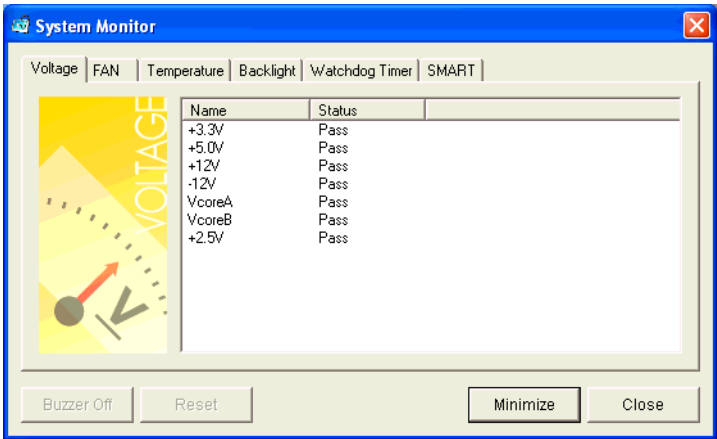 System Monitor
Voltage FAN Temperature Backlight Watchdog Timer SMART
VOLTAGE
Name Status
+3.3V Pass
+5.0V Pass
+12V Pass
-12V Pass
VcoreA Pass
VcoreB Pass
+2.5V Pass
V
Buzzer Off Reset Minimize Close